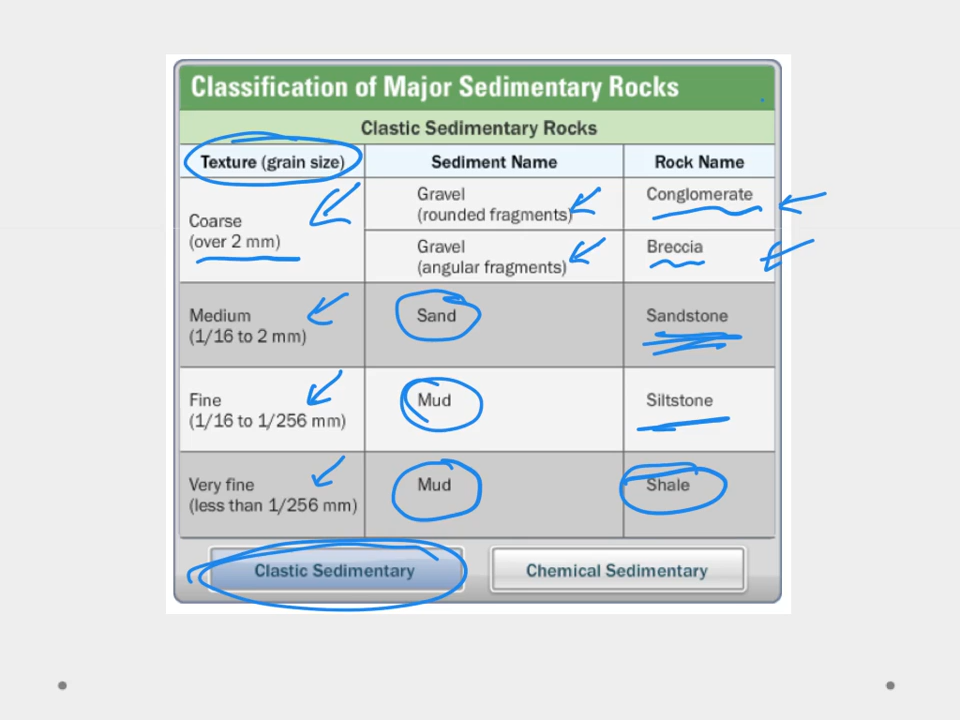 Classification of Major Sedimentary Rocks
Clastic Sedimentary Rocks
Texture (grain size) Sediment Name Rock Name
Coarse
(over 2 mm)
Gravel
(rounded fragments)
Conglomerate
Gravel
(angular fragments)
Breccia
Medium
(1/16 to 2 mm)
Sand
Sandstone
Fine
(1/16 to 1/256 mm)
Mud
Siltstone
Very fine
(less than 1/256 mm)
Mud
Shale
Clastic Sedimentary
Chemical Sedimentary